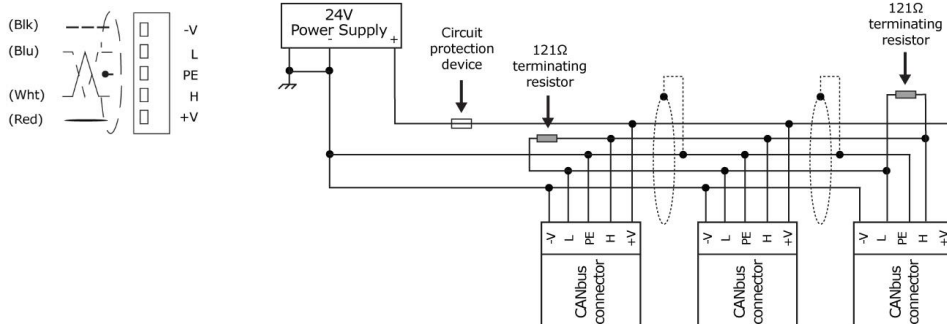 (Blk)
(Blu)
(Wht)
(Red)
-V
L
PE
H
+V
24V
Power Supply
-
+
Circuit
protection
device
121Ω
terminating
resistor
121Ω
terminating
resistor
-V L PE H +V
CANbus
connector
-V L PE H +V
CANbus
connector
-V L PE H +V
CANbus
connector